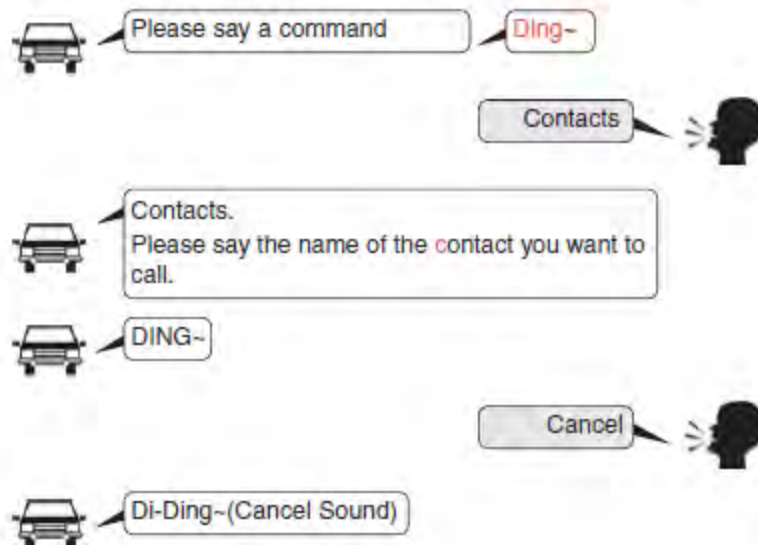 Please say a command
Ding~
Contacts
Contacts.
Please say the name of the contact you want to
call.
DING~
Cancel
Di-Ding~(Cancel Sound)